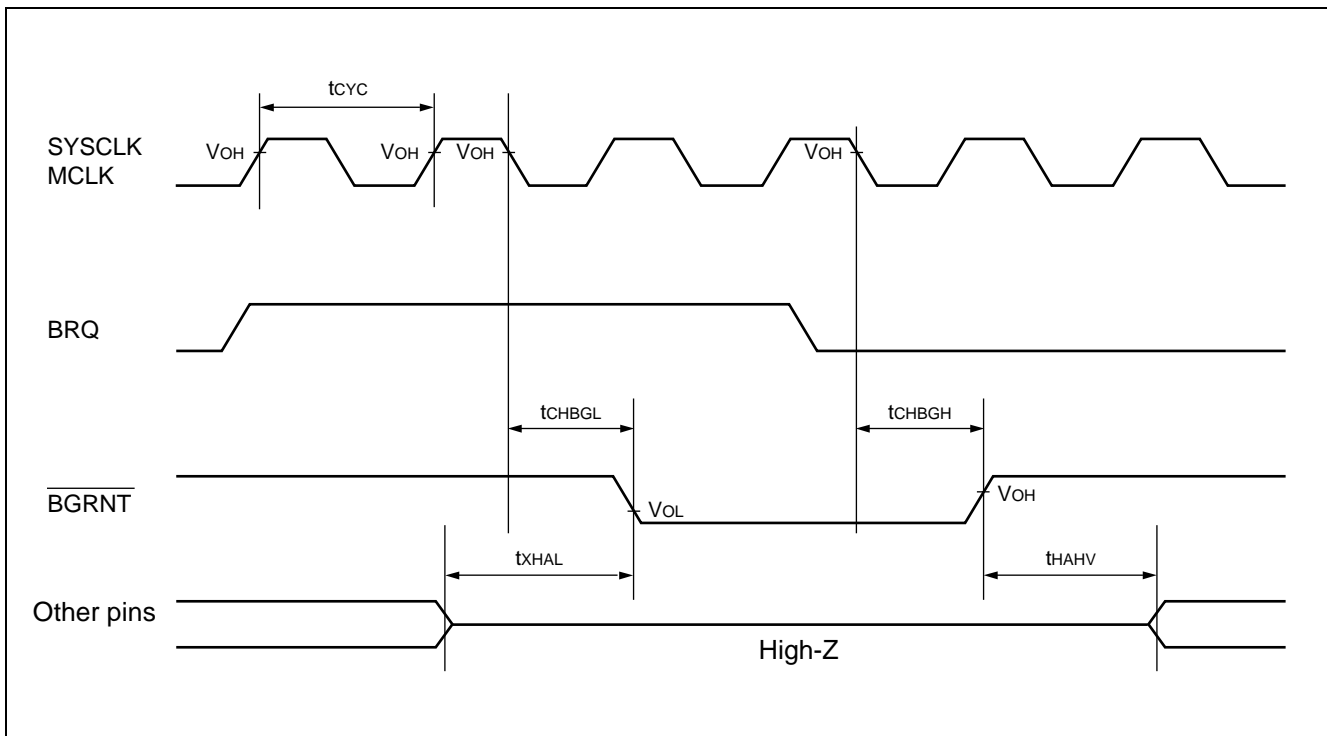 tCYC
SYSCLK
MCLK
VOH
VOH
VOH
VOH
BRQ
tCHBGL
tCHBGH
BGRNT
VOL
VOH
tXHAL
tHAHV
Other pins
High-Z